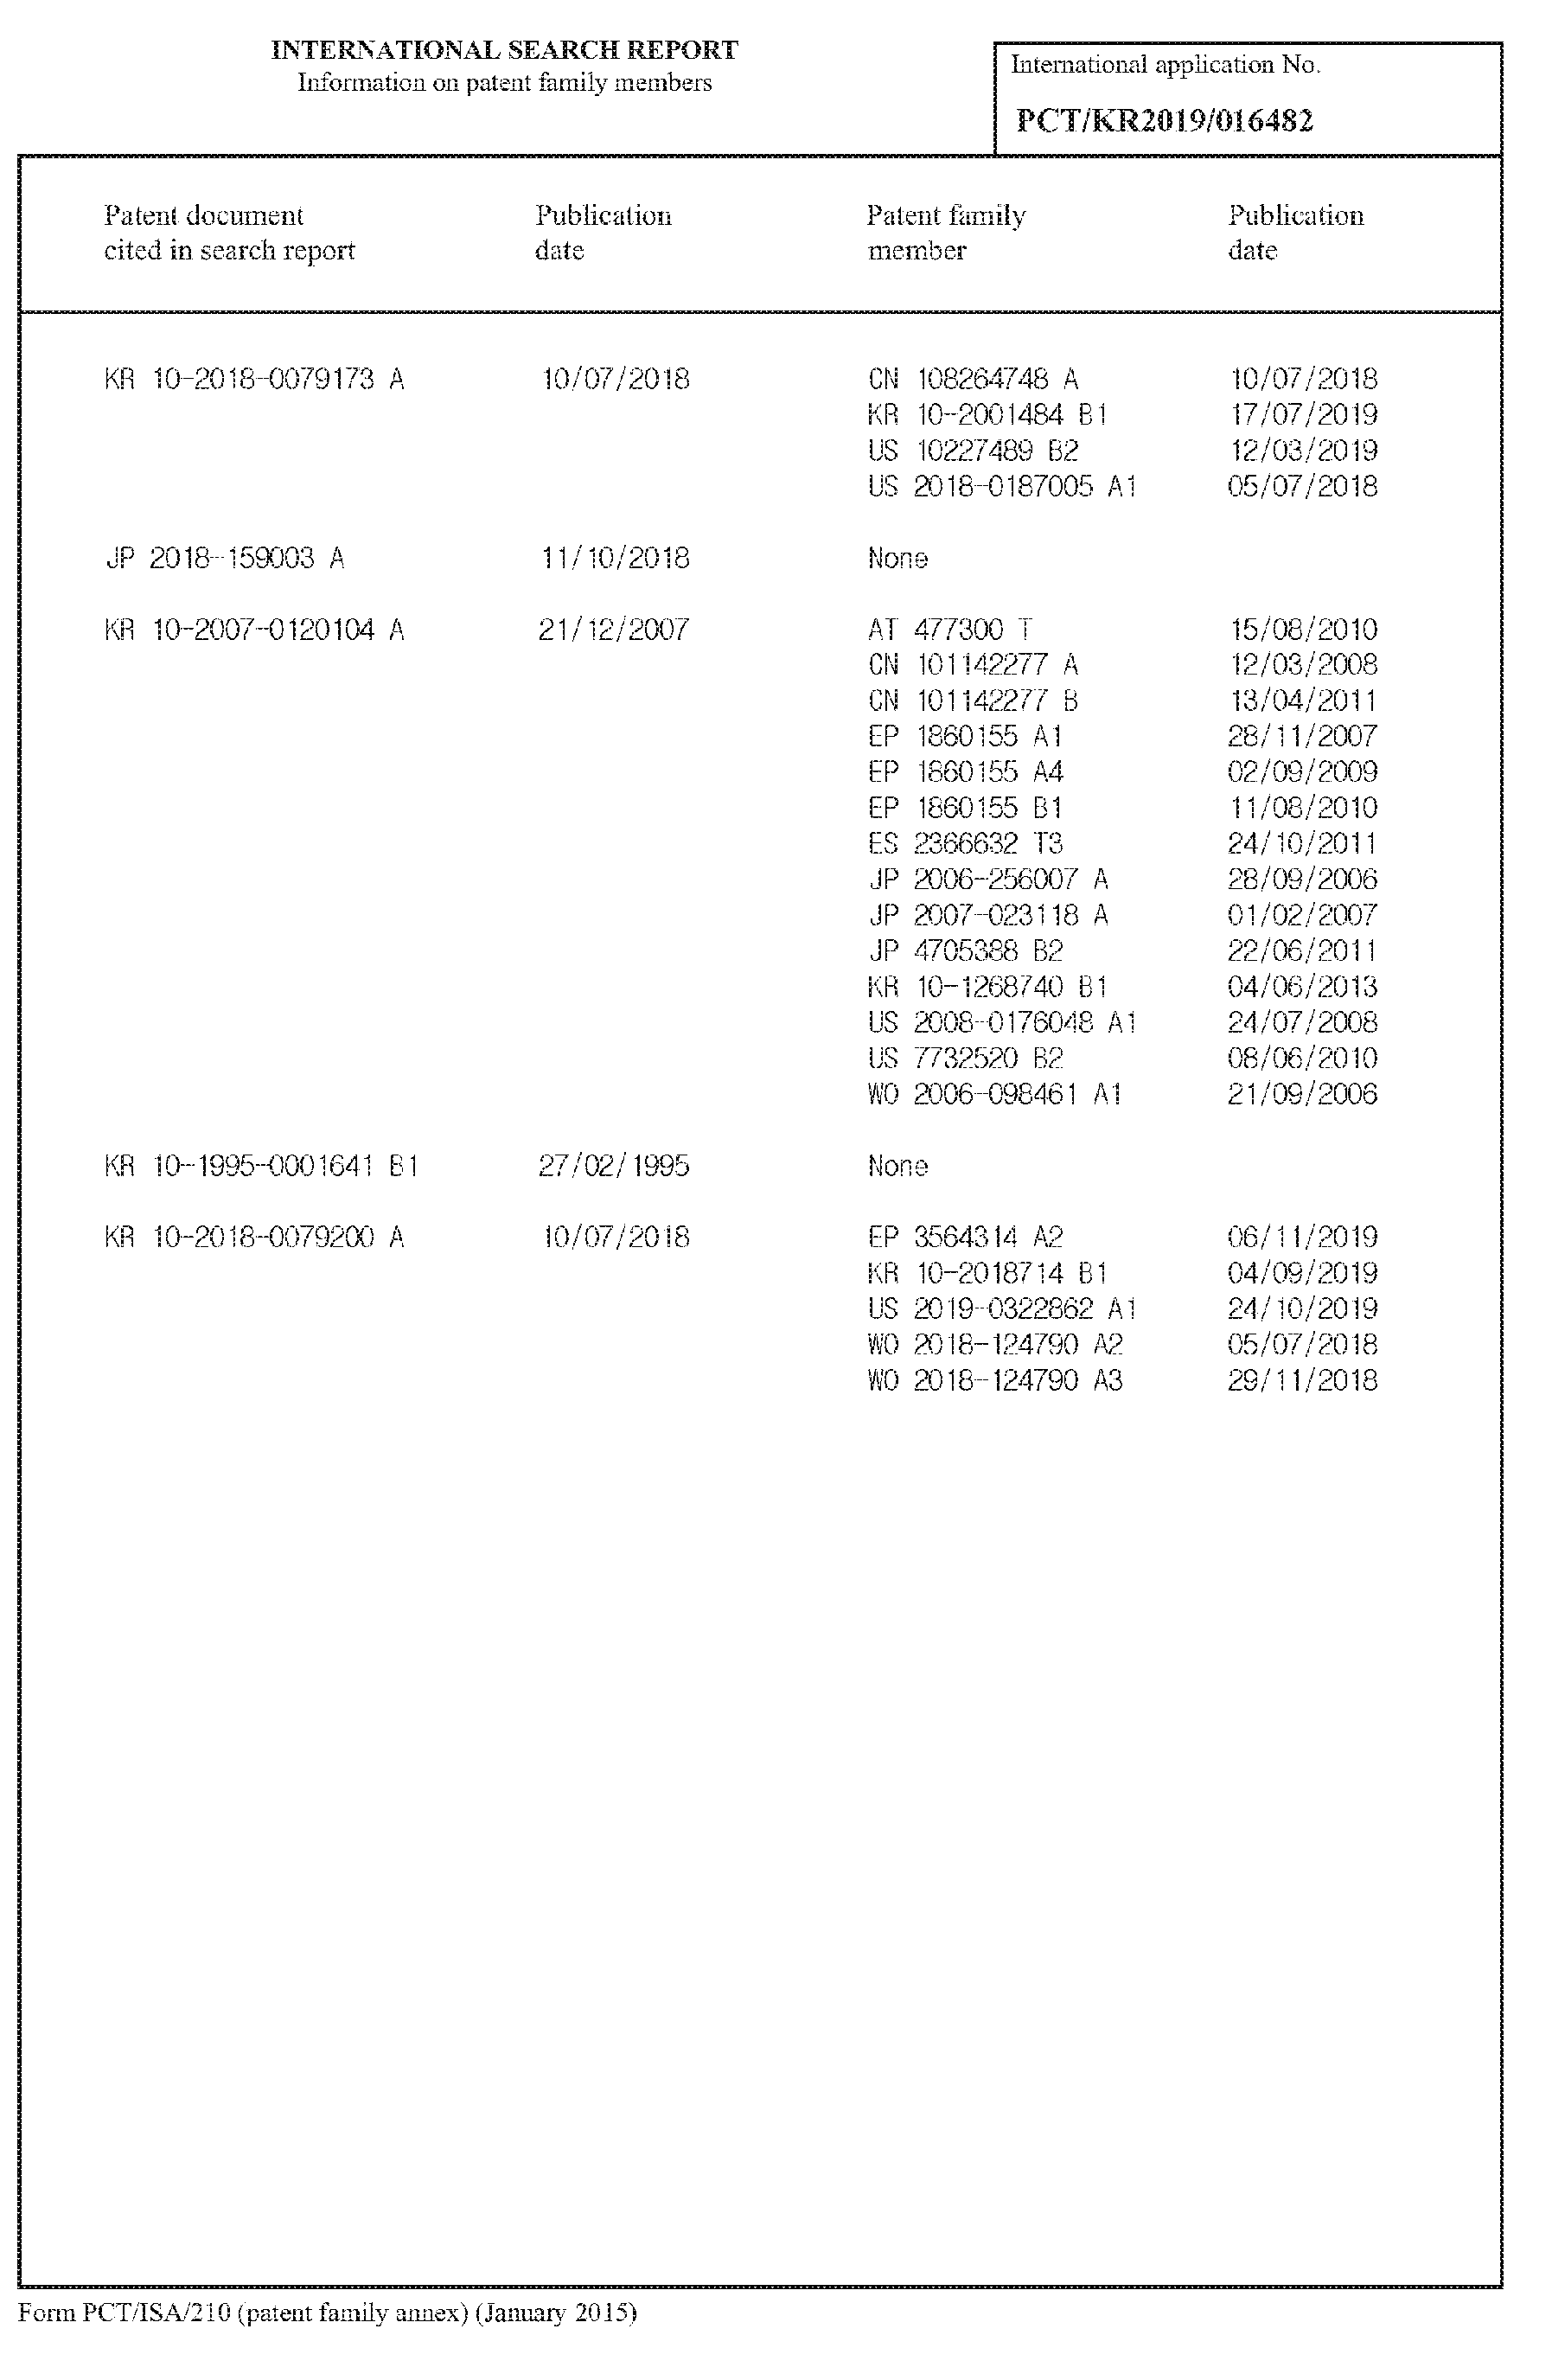 INTERNATIONAL SEARCH REPORT
Information on patent family members
International application No.
PCT/KR2019/016482
Patent document cited in search report
Publication date
Patent family member
Publication date
KR 10-2018-0079173 A 10/07/2018 CN 108264748 A 10/07/2018
KR 10-2001484 B1 17/07/2019
US 10227489 B2 12/03/2019
US 2018-0187005 A1 05/07/2018
JP 2018-159003 A 11/10/2018 None
KR 10-2007-0120104 A 21/12/2007 AT 477300 T 15/08/2010
CN 101142277 A 12/03/2008
CN 101142277 B 13/04/2011
EP 1860155 A1 28/11/2007
EP 1860155 A4 02/09/2009
EP 1860155 B1 11/08/2010
ES 2366632 T3 24/10/2011
JP 2006-256007 A 28/09/2006
JP 2007-023118 A 01/02/2007
JP 4705388 B2 22/06/2011
KR 10-1268740 B1 04/06/2013
US 2008-0176048 A1 24/07/2008
US 7732520 B2 08/06/2010
WO 2006-098461 A1 21/09/2006
KR 10-1995-0001641 B1 27/02/1995 None
KR 10-2018-0079200 A 10/07/2018 EP 3564314 A2 06/11/2019
KR 10-2018714 B1 04/09/2019
US 2019-0322862 A1 24/10/2019
WO 2018-124790 A2 05/07/2018
WO 2018-124790 A3 29/11/2018
Form PCT/ISA/210 (patent family annex) (January 2015)